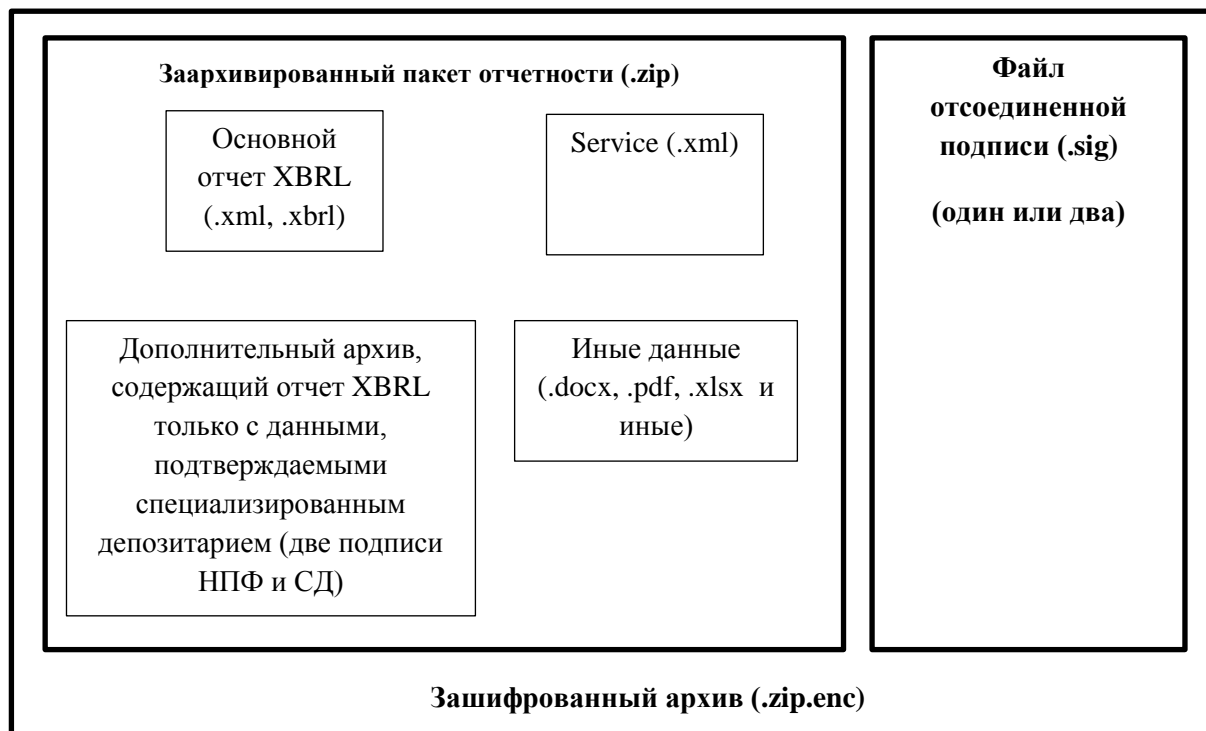 Заархивированный пакет отчетности (.zip)
Основной
отчет XBRL
(.xml, .xbrl)
Service (.xml)
Дополнительный архив,
содержащий отчет XBRL
только с данными,
подтверждаемыми
специализированным
депозитарием (две подписи
НПФ и СД)
Иные данные
(.docx, .pdf, .xlsx и
иные)
Файл
отсоединенной
подписи (.sig)
(один или два)
Зашифрованный архив (.zip.enc)